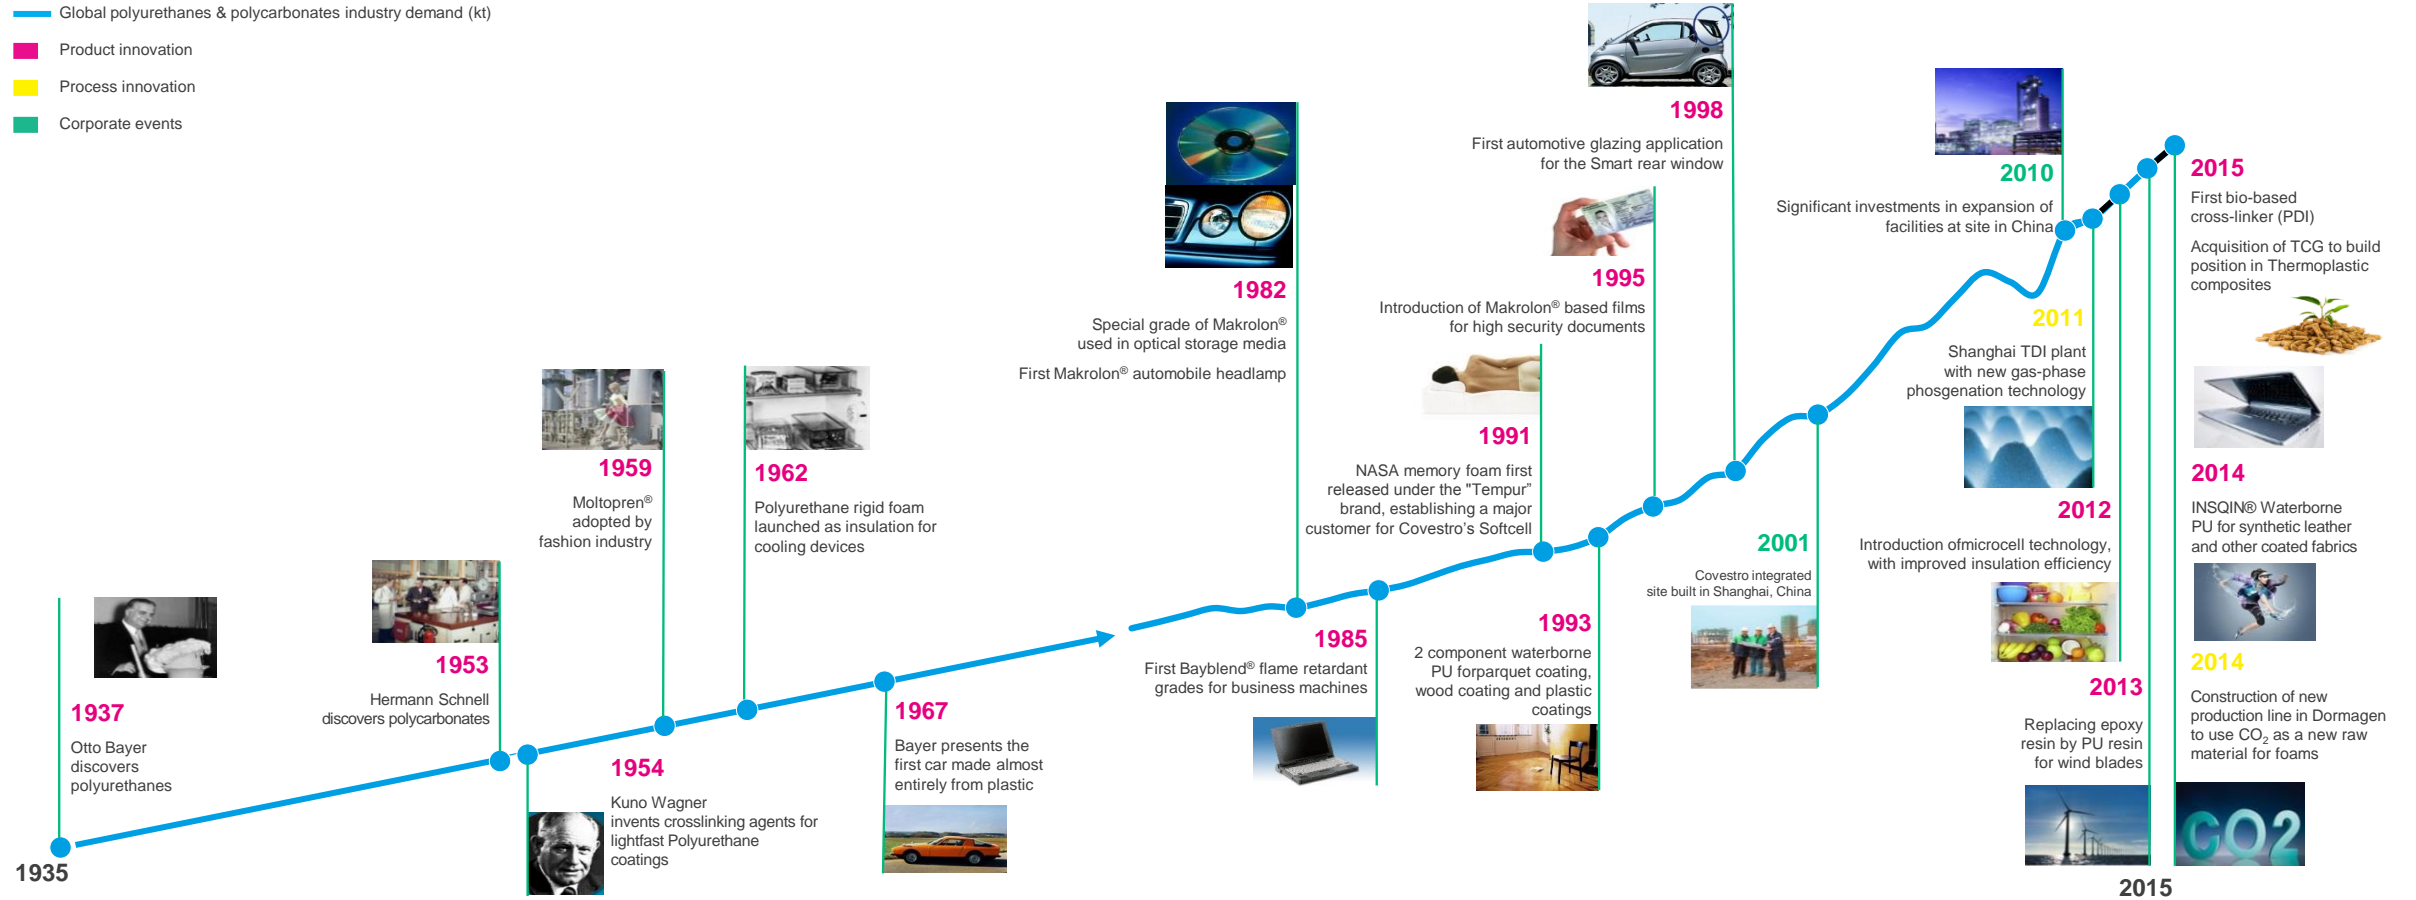 Global polyurethanes & polycarbonates industry demand (kt)
Product innovation
Process innovation
Corporate events
1935
1937
Otto Bayer
discovers
polyurethanes
1953
Hermann Schnell
discovers polycarbonates
1954
Kuno Wagner
invents crosslinking agents for
lightfast Polyurethane
coatings
1959
Moltopren®
adopted by
fashion industry
1962
Polyurethane rigid foam
launched as insulation for
cooling devices
1967
Bayer presents the
first car made almost
entirely from plastic
1982
Special grade of Makrolon®
used in optical storage media
First Makrolon® automobile headlamp
1985
First Bayblend® flame retardant
grades for business machines
1991
NASA memory foam first
released under the "Tempur”
brand, establishing a major
customer for Covestro’s Softcell
1993
2 component waterborne
PU forparquet coating,
wood coating and plastic
coatings
1995
Introduction of Makrolon® based films
for high security documents
1998
First automotive glazing application
for the Smart rear window
2001
Covestro integrated
site built in Shanghai, China
2010
Significant investments in expansion of
facilities at site in China
2011
Shanghai TDI plant
with new gas-phase
phosgenation technology
2012
Introduction ofmicrocell technology,
with improved insulation efficiency
2013
Replacing epoxy
resin by PU resin
for wind blades
2015
First bio-based
cross-linker (PDI)
Acquisition of TCG to build
position in Thermoplastic
composites
2014
INSQIN® Waterborne
PU for synthetic leather
and other coated fabrics
2014
Construction of new
production line in Dormagen
to use CO2 as a new raw
material for foams
CO2
2015